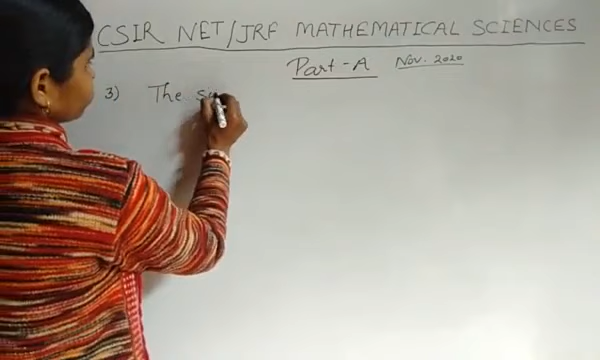 CSIR NET/JRF MATHEMATICAL SCIENCES
Part-A Nov. 2020
3) The